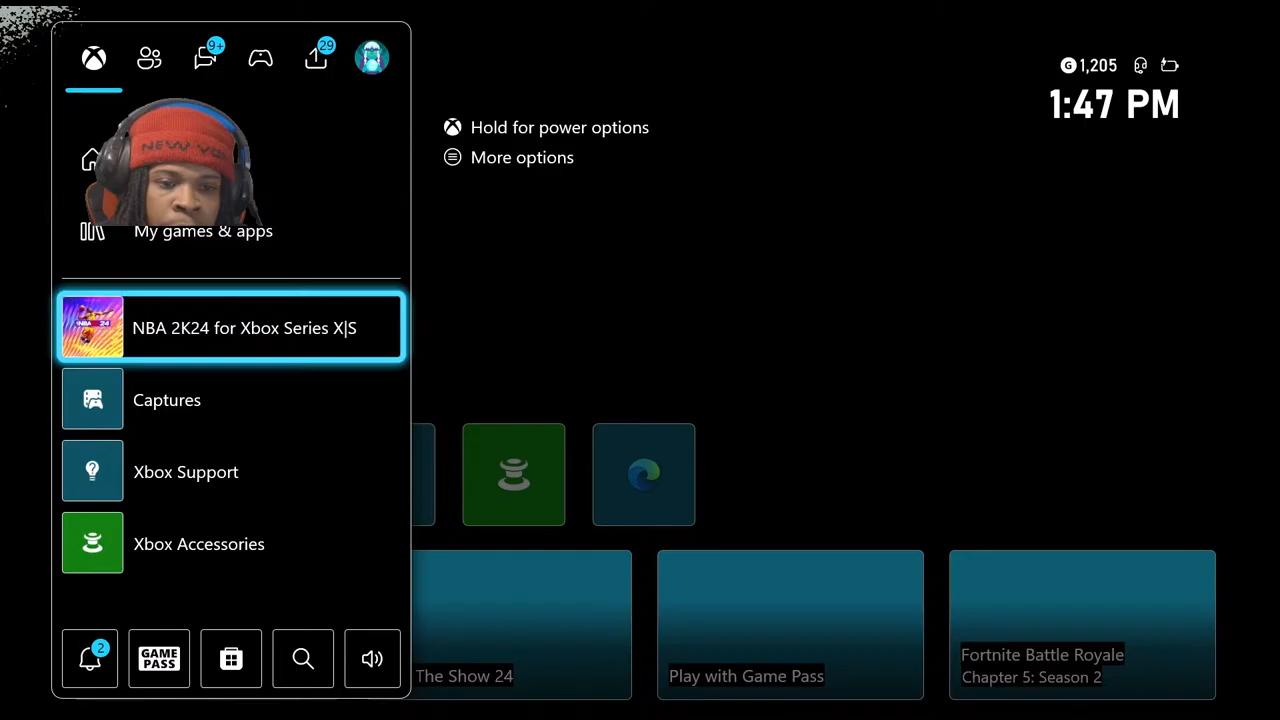 9+
29
G 1,205
1:47 PM
Hold for power options
More options
NEW YO
My games & apps
NBA 2K24 for Xbox Series X|S
Captures
Xbox Support
Xbox Accessories
2
GAME
PASS
The Show 24
Play with Game Pass
Fortnite Battle Royale
Chapter 5: Season 2